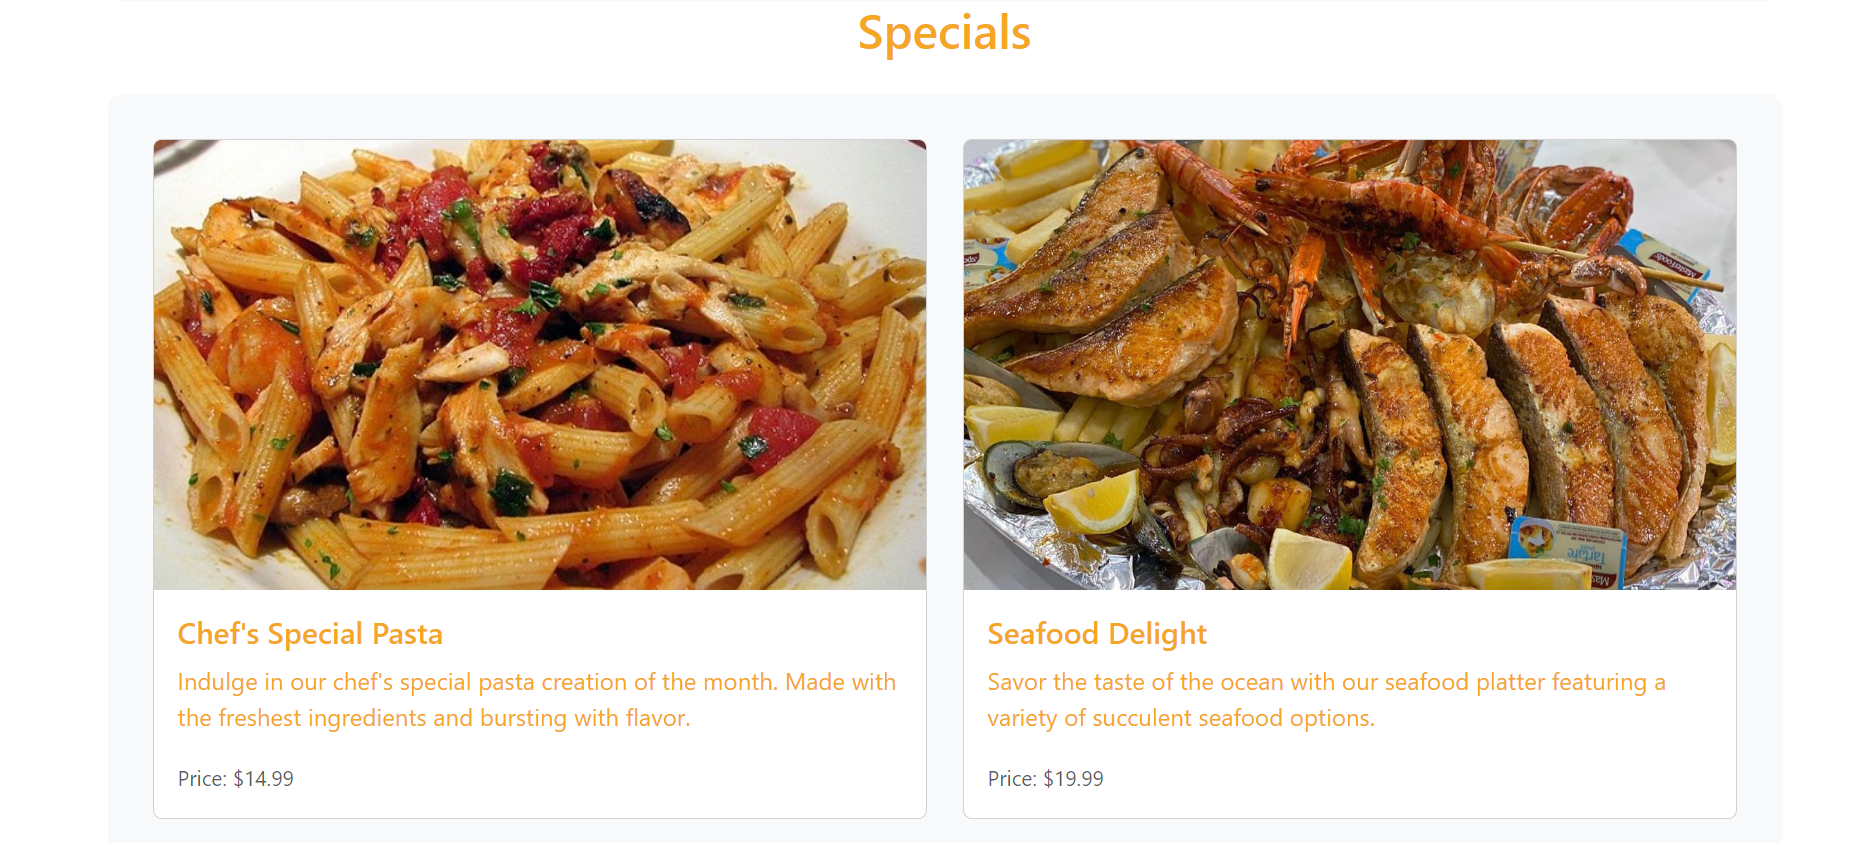 Specials
Chef's Special Pasta
Indulge in our chef's special pasta creation of the month. Made with
the freshest ingredients and bursting with flavor.
Price: $14.99
MasterFoods
Tartare
Seafood Delight
Savor the taste of the ocean with our seafood platter featuring a
variety of succulent seafood options.
Price: $19.99